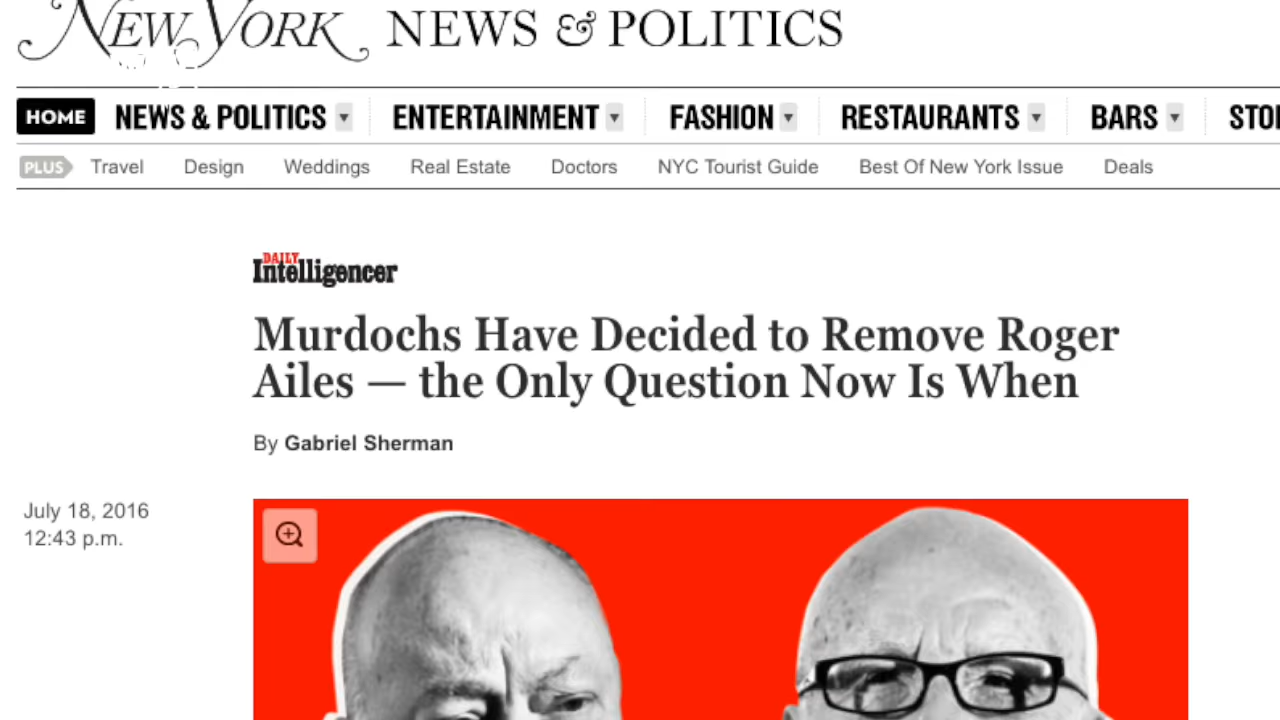 NEW YORK NEWS & POLITICS
HOME NEWS & POLITICS ENTERTAINMENT FASHION RESTAURANTS BARS
PLUS Travel Design Weddings Real Estate Doctors NYC Tourist Guide Best Of New York Issue Deals
DAILY
Intelligencer
Murdochs Have Decided to Remove Roger
Ailes — the Only Question Now Is When
By Gabriel Sherman
July 18, 2016
12:43 p.m.